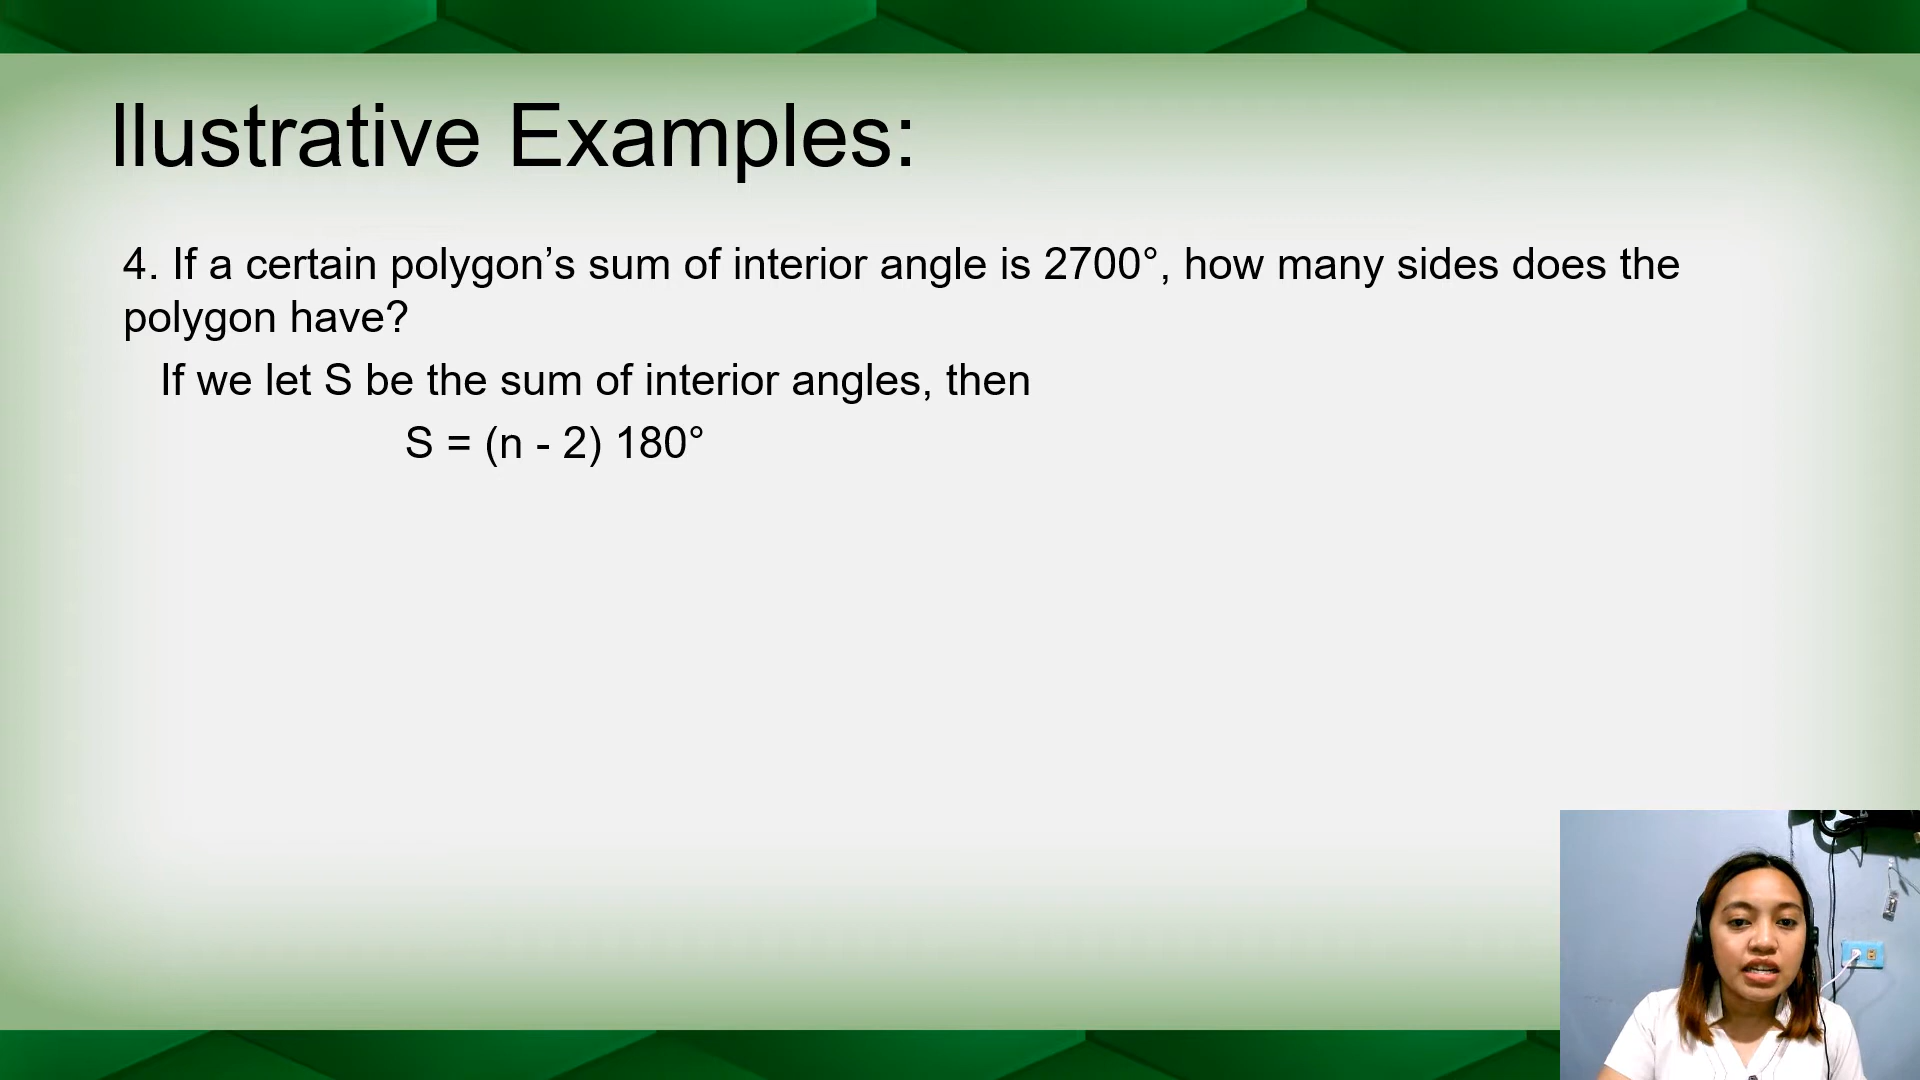 Ilustrative Examples:
4. If a certain polygon’s sum of interior angle is 2700°, how many sides does the
polygon have?
If we let S be the sum of interior angles, then
S = (n - 2) 180°